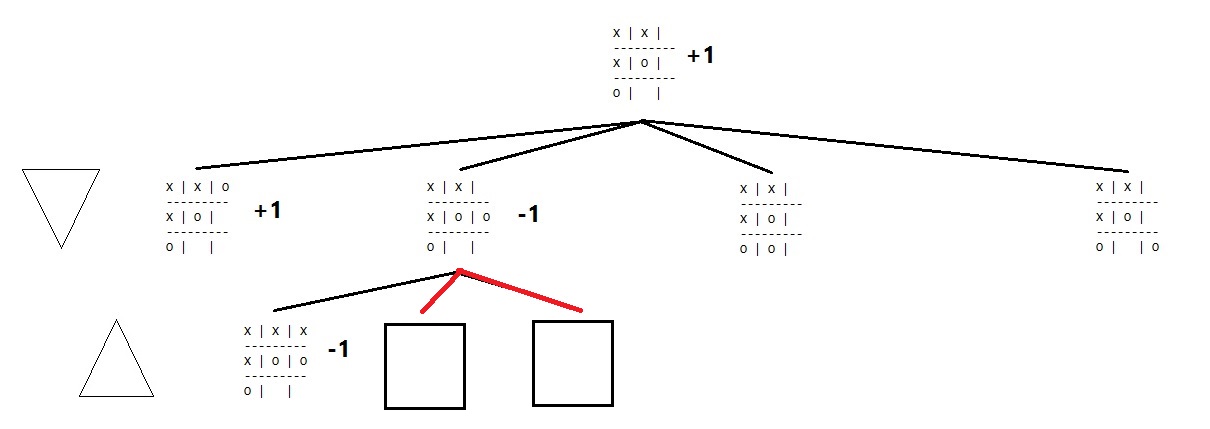 x | x |
---------
x | o | +1
---------
o |   |
x | x | o
---------
x | o | +1
---------
o |   |
x | x |
---------
x | o | o -1
---------
o |   |
x | x |
---------
x | o |
---------
o | o |
x | x |
---------
x | o |
---------
o |   | o
x | x | x
---------
x | o | o -1
---------
o |   |